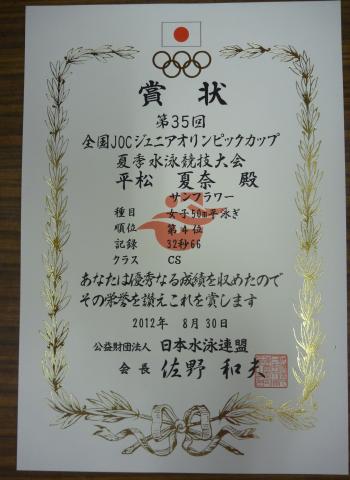 賞状
第35回
全国JOCジュニアオリンピックカップ
夏季水泳競技大会
平松 夏奈 殿
サンフラワー
種目 女子50m平泳ぎ
順位 第4位
記録 32秒66
クラス CS
あなたは優秀なる成績を収めたので
その栄誉を讃えこれを賞します
2012年 8月30日
公益財団法人 日本水泳連盟
会長 佐野和夫